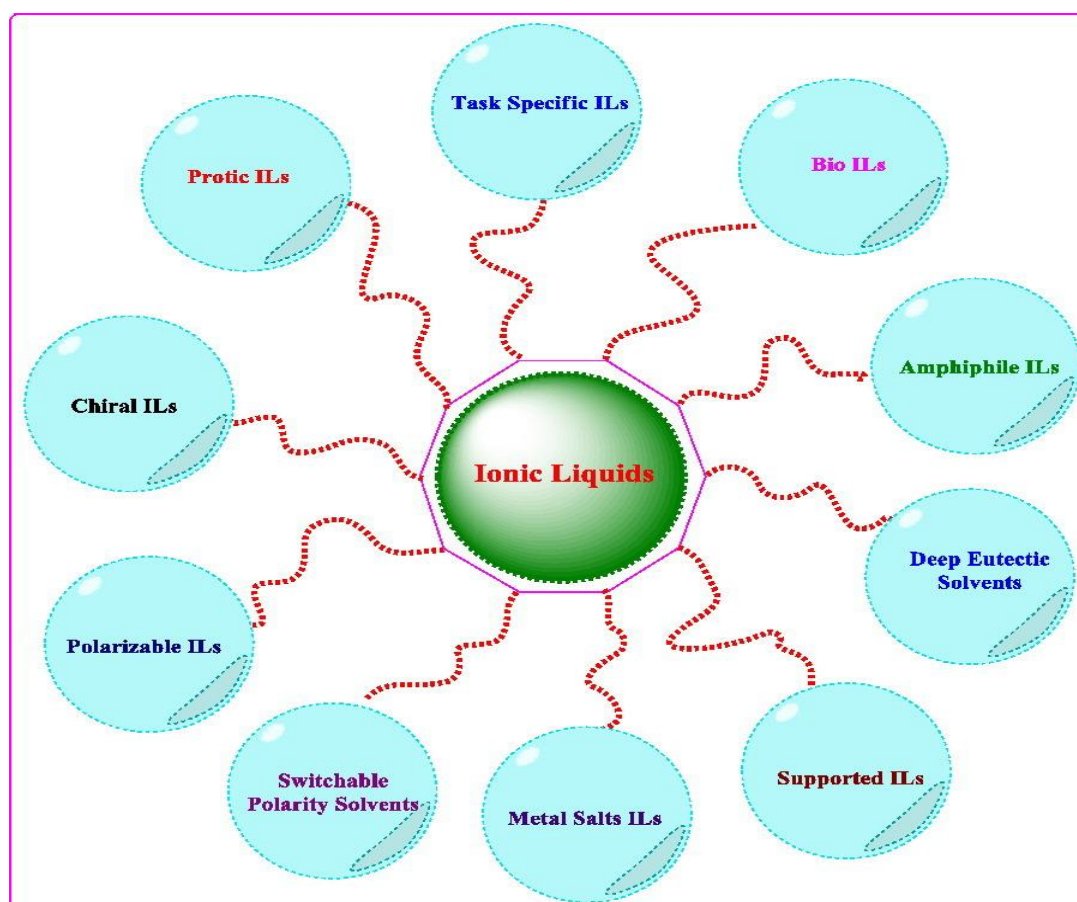 Task Specific ILs
Protic ILs
Bio ILs
Amphiphile ILs
Chiral ILs
Ionic Liquids
Deep Eutectic
Solvents
Polarizable ILs
Switchable
Polarity Solvents
Metal Salts ILs
Supported ILs